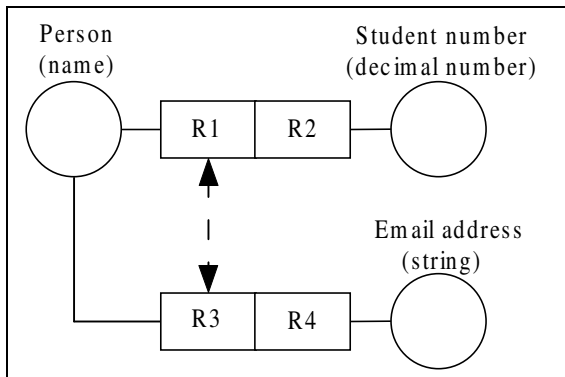 Person
(name)
Student number
(decimal number)
R1
R2
Email address
(string)
R3
R4